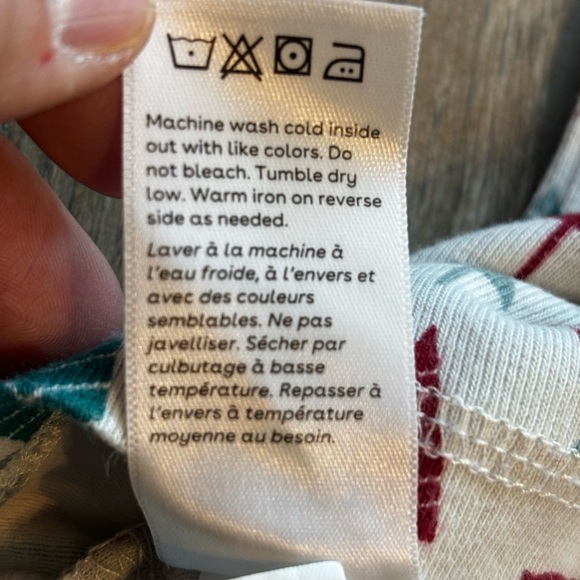 Machine wash cold inside
out with like colors. Do
not bleach. Tumble dry
low. Warm iron on reverse
side as needed.
Laver à la machine à
l'eau froide, à l'envers et
avec des couleurs
semblables. Ne pas
javelliser. Sécher par
culbutage à basse
température. Repasser à
l'envers à température
moyenne au besoin.